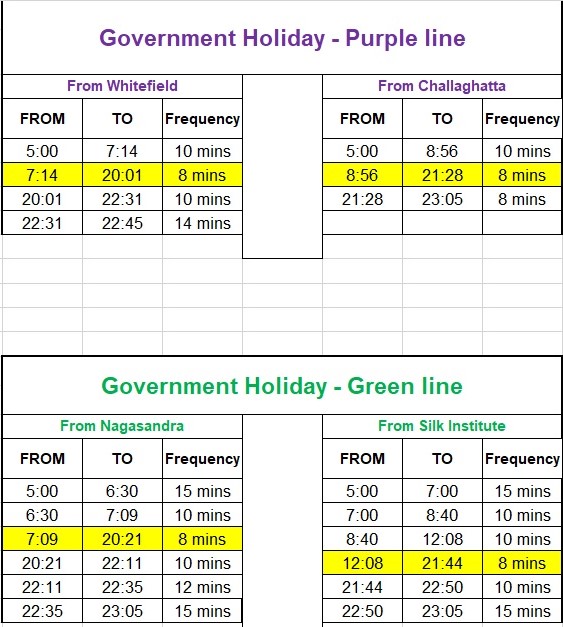 Government Holiday - Purple line
From Whitefield From Challaghatta
FROM TO Frequency FROM TO Frequency
5:00 7:14 10 mins 5:00 8:56 10 mins
7:14 20:01 8 mins 8:56 21:28 8 mins
20:01 22:31 10 mins 21:28 23:05 8 mins
22:31 22:45 14 mins
Government Holiday - Green line
From Nagasandra From Silk Institute
FROM TO Frequency FROM TO Frequency
5:00 6:30 15 mins 5:00 7:00 15 mins
6:30 7:09 10 mins 7:00 8:40 10 mins
7:09 20:21 8 mins 8:40 12:08 10 mins
20:21 22:11 10 mins 12:08 21:44 8 mins
22:11 22:35 12 mins 21:44 22:50 10 mins
22:35 23:05 15 mins 22:50 23:05 15 mins